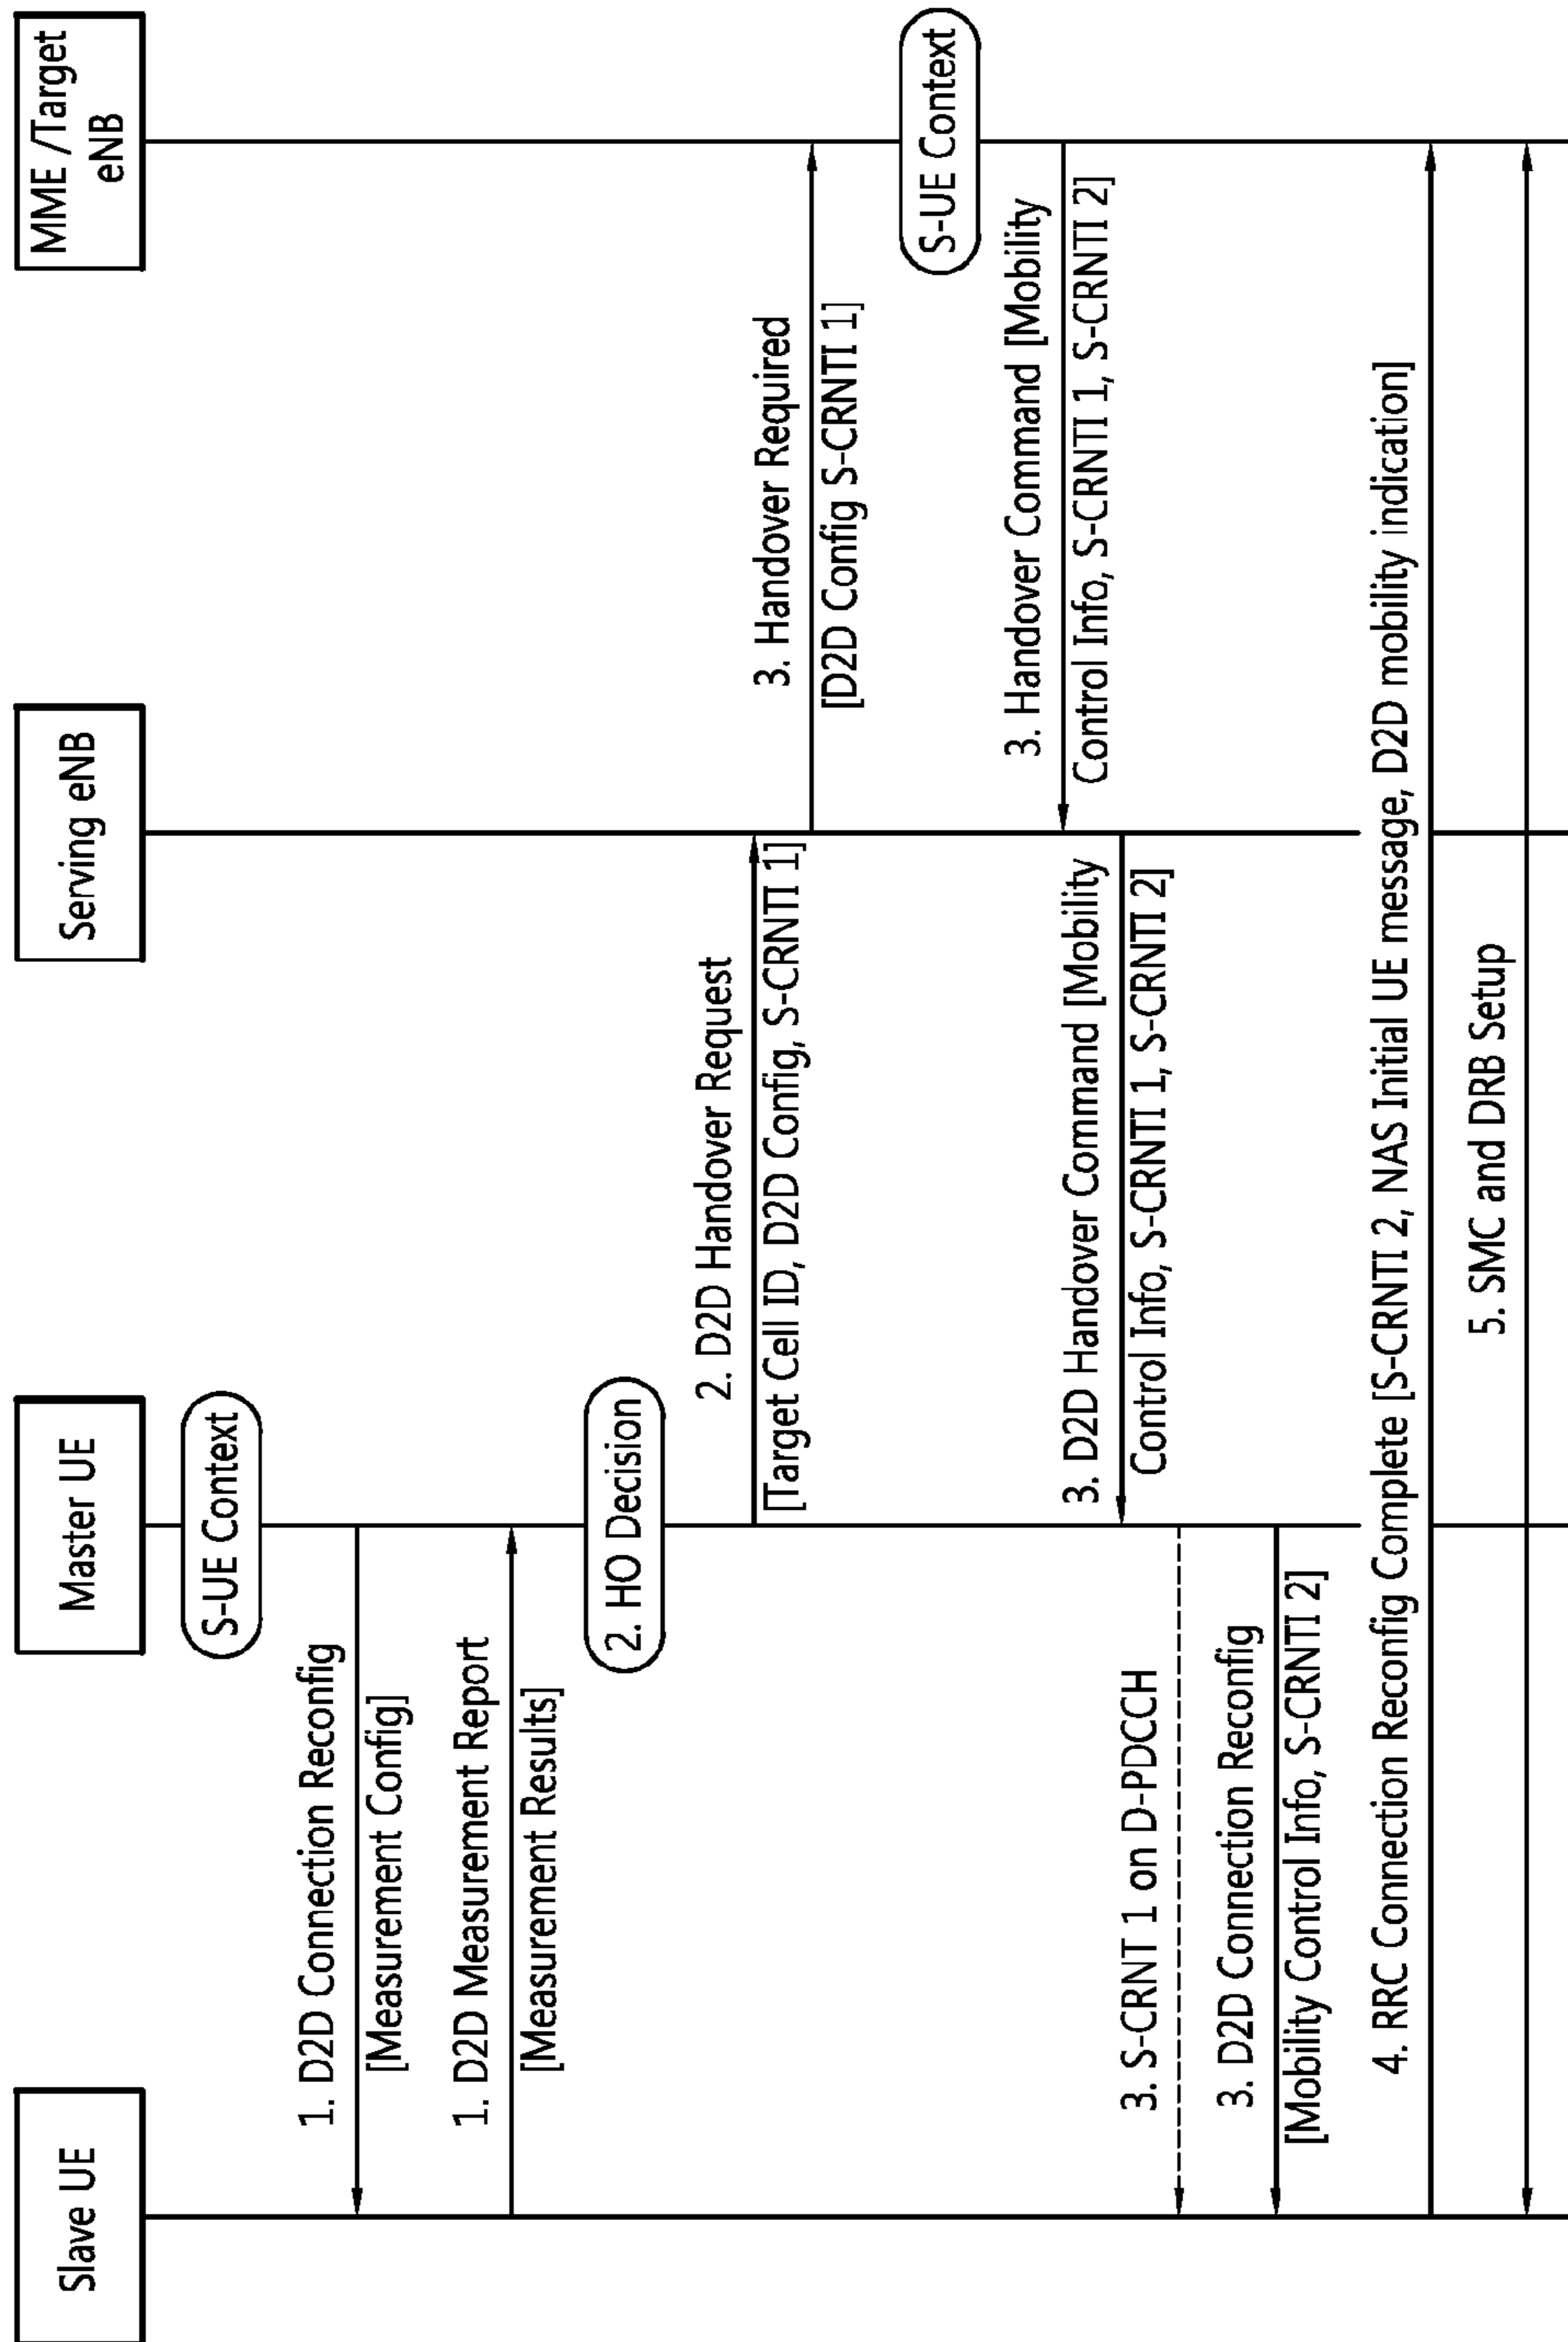 Slave UE
Master UE
Serving eNB
MME /Target
eNB
S-UE Context
1. D2D Connection Reconfig
[Measurement Config]
1. D2D Measurement Report
[Measurement Results]
2. HO Decision
2. D2D Handover Request
[Target Cell ID, D2D Config, S-CRNTI 1]
3. Handover Required
[D2D Config S-CRNTI 1]
S-UE Context
3. Handover Command [Mobility
Control Info, S-CRNTI 1, S-CRNTI 2]
3. D2D Handover Command [Mobility
Control Info, S-CRNTI 1, S-CRNTI 2]
3. S-CRNT 1 on D-PDCCH
3. D2D Connection Reconfig
[Mobility Control Info, S-CRNTI 2]
4. RRC Connection Reconfig Complete [S-CRNTI 2, NAS Initial UE message, D2D mobility indication]
5. SMC and DRB Setup